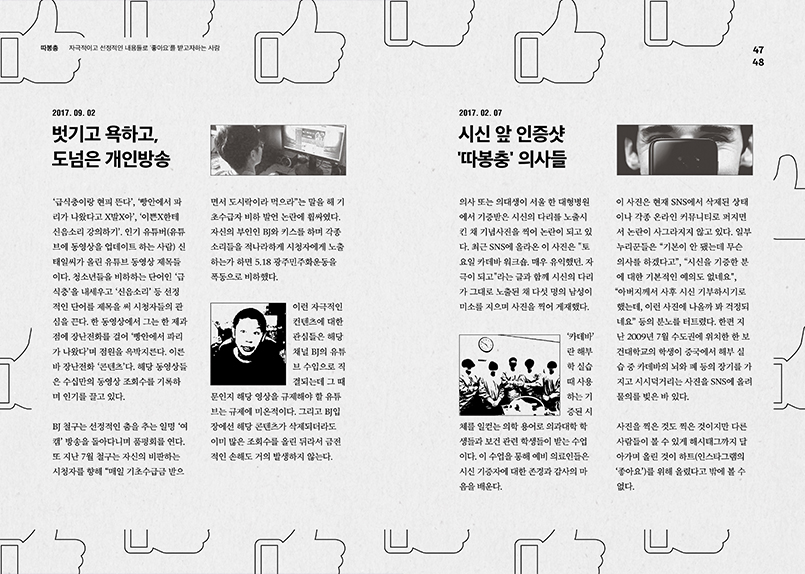 따봉충 자극적이고 선정적인 내용들로 '좋아요'를 받고자하는 사람
47
48
2017. 09. 02
벗기고 욕하고,
도넘은 개인방송
'급식충이랑 현피 뜬다', '빵안에서 파
리가 나왔다고 X발X아', '이쁜X한테
신음소리 강의하기'. 인기 유튜버(유튜
브에 동영상을 업데이트 하는 사람) 신
태일씨가 올린 유튜브 동영상 제목들
이다. 청소년들을 비하하는 단어인 '급
식충'을 내세우고 '신음소리' 등 선정
적인 단어를 제목을 써 시청자들의 관
심을 끈다. 한 동영상에서 그는 한 제과
점에 장난전화를 걸어 '빵안에서 파리
가 나왔다'며 점원을 윽박지른다. 이른
바 장난전화 '콘텐츠'다. 해당 동영상들
은 수십만의 동영상 조회수를 기록하
며 인기를 끌고 있다.
BJ 철구는 선정적인 춤을 추는 일명 '여
캠' 방송을 돌아다니며 품평회를 연다.
또 지난 7월 철구는 자신의 비판하는
시청자를 향해 "매일 기초수급금 받으
면서 도시락이라 먹으라"는 말을 해 기
초수급자 비하 발언 논란에 휩싸였다.
자신의 부인인 BJ와 키스를 하며 각종
소리들을 적나라하게 시청자에게 노출
하는가 하면 5.18 광주민주화운동을
폭동으로 비하했다.
이런 자극적인
컨텐츠에 대한
관심들은 해당
채널 BJ의 유튜
브 수입으로 직
결되는데 그 때
문인지 해당 영상을 규제해야 할 유튜
브는 규제에 미온적이다. 그리고 BJ입
장에선 해당 콘텐츠가 삭제되더라도
이미 많은 조회수를 올린 뒤라서 금전
적인 손해도 거의 발생하지 않는다.
2017. 02. 07
시신 앞 인증샷
'따봉충' 의사들
의사 또는 의대생이 서울 한 대형병원
에서 기증받은 시신의 다리를 노출시
킨 채 기념사진을 찍어 논란이 되고 있
다. 최근 SNS에 올라온 이 사진은 "토
요일 카데바 워크숍. 매우 유익했던. 자
극이 되고"라는 글과 함께 시신의 다리
가 그대로 노출된 채 다섯 명의 남성이
미소를 지으며 사진을 찍어 게재했다.
'카데바'
란 해부
학 실습
때 사용
하는 기
증된 시
체를 일컫는 의학 용어로 의과대학 학
생들과 보건 관련 학생들이 받는 수업
이다. 이 수업을 통해 예비 의료인들은
시신 기증자에 대한 존경과 감사의 마
음을 배운다.
이 사진은 현재 SNS에서 삭제된 상태
이나 각종 온라인 커뮤니티로 퍼지면
서 논란이 사그라지지 않고 있다. 일부
누리꾼들은 "기본이 안 됐는데 무슨
의사를 하겠다고", "시신을 기증한 분
에 대한 기본적인 예의도 없네요",
"아버지께서 사후 시신 기부하시기로
했는데, 이런 사진에 나올까 봐 걱정되
네요" 등의 분노를 터트렸다. 한편 지
난 2009년 7월 수도권에 위치한 한 보
건대학교의 학생이 중국에서 해부 실
습 중 카데바의 뇌와 폐 등의 장기를 가
지고 시시덕거리는 사진을 SNS에 올려
물의를 빚은 바 있다.
사진을 찍은 것도 찍은 것이지만 다른
사람들이 볼 수 있게 해시태그까지 달
아가며 올린 것이 하트(인스타그램의
'좋아요')를 위해 올렸다고 밖에 볼 수
없다.